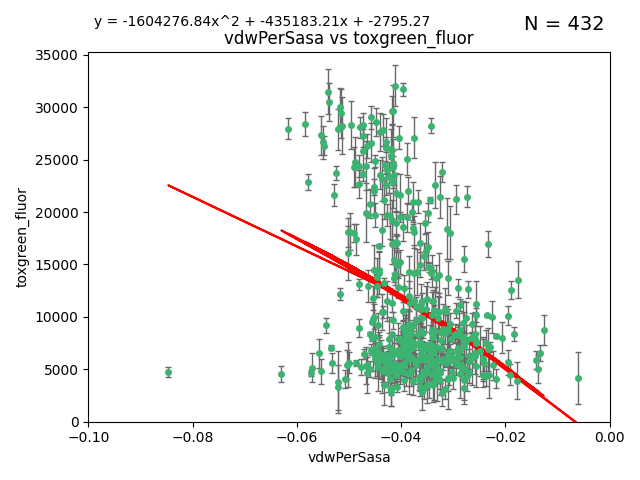 y = -1604276.84x^2 + -435183.21x + -2795.27
N = 432
vdwPerSasa vs toxgreen_fluor
35000
30000
25000
20000
15000
10000
5000
0
toxgreen_fluor
−0.10
−0.08
−0.06
−0.04
−0.02
0.00
vdwPerSasa